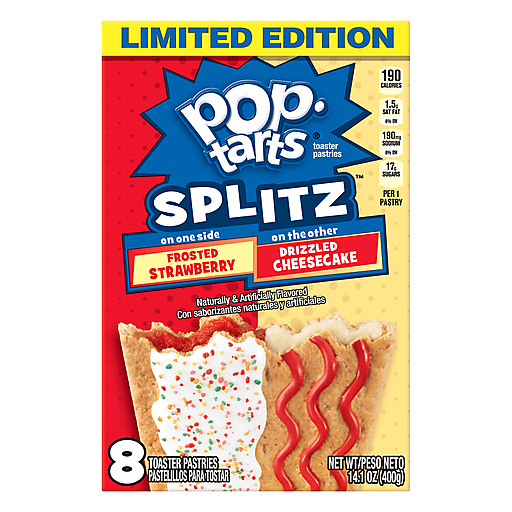 LIMITED EDITION
Pop·
tarts®
toaster
pastries
SPLITZ™
on one side
FROSTED
STRAWBERRY
on the other
DRIZZLED
CHEESECAKE
Naturally & Artificially Flavored
Con saborizantes naturales y artificiales
190
CALORIES
1.5g
SAT FAT
8% DV
190mg
SODIUM
8% DV
17g
SUGARS
PER 1
PASTRY
8
TOASTER PASTRIES
PASTELILLOS PARA TOSTAR
NET WT/PESO NETO
14.1 OZ (400g)